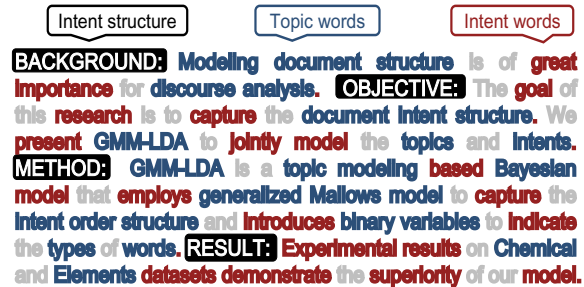 Intent structure Topic words Intent words
BACKGROUND: Modeling document structure is of great
importance for discourse analysis. OBJECTIVE: The goal of
this research is to capture the document intent structure. We
present GMM-LDA to jointly model the topics and intents.
METHOD: GMM-LDA is a topic modeling based Bayesian
model that employs generalized Mallows model to capture the
intent order structure and introduces binary variables to indicate
the types of words. RESULT: Experimental results on Chemical
and Elements datasets demonstrate the superiority of our model.